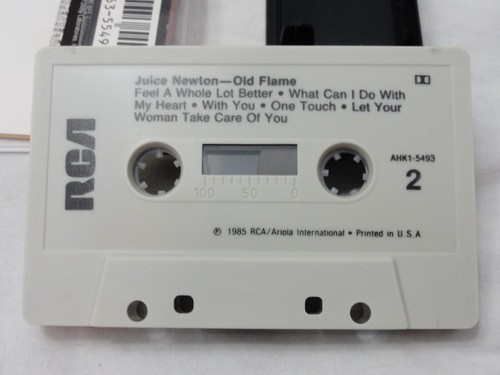 63-5549
Juice Newton—Old Flame
Feel A Whole Lot Better • What Can I Do With
My Heart • With You • One Touch • Let Your
Woman Take Care Of You
RCA
AHK1-5493
2
100 50 0
℗ 1985 RCA/Ariola International • Printed in U.S.A